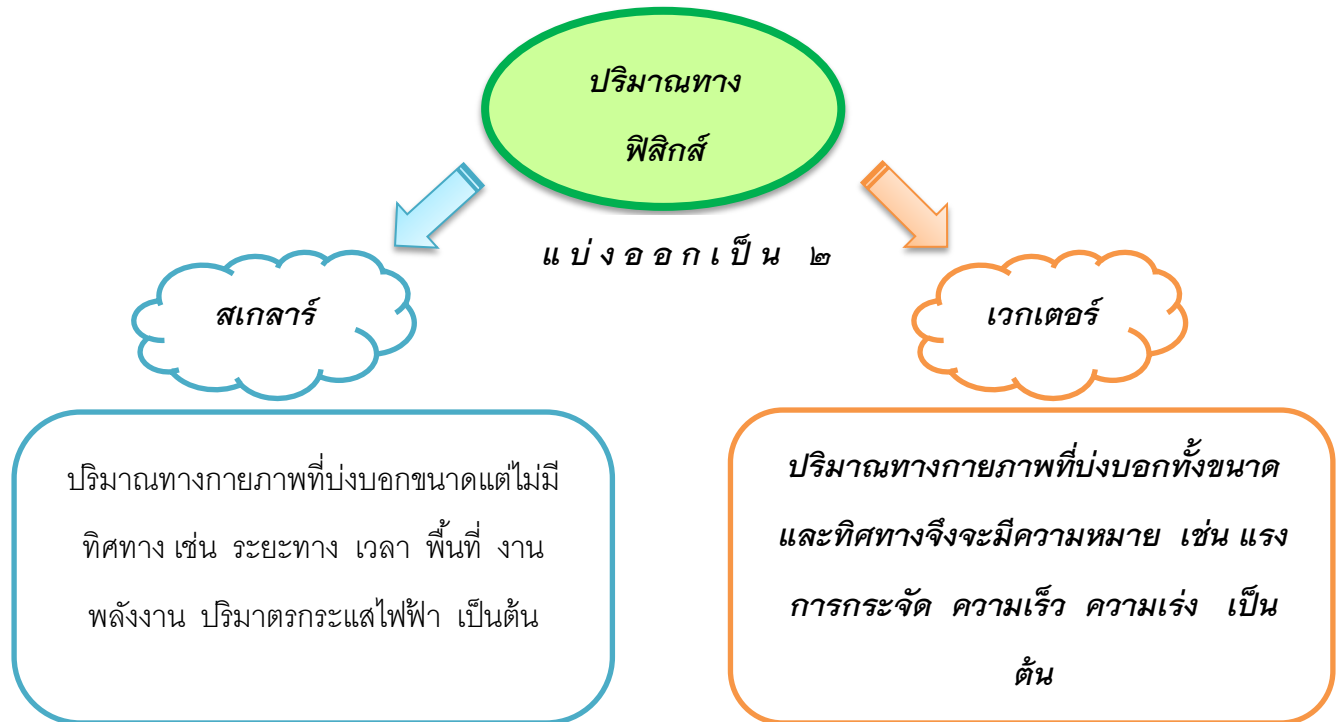 ปริมาณทาง
ฟิสิกส์
แบ่งออกเป็น ๒
สเกลาร์
เวกเตอร์
ปริมาณทางกายภาพที่บ่งบอกขนาดแต่ไม่มี
ทิศทาง เช่น ระยะทาง เวลา พื้นที่ งาน
พลังงาน ปริมาตรกระแสไฟฟ้า เป็นต้น
ปริมาณทางกายภาพที่บ่งบอกทั้งขนาด
และทิศทางจึงจะมีความหมาย เช่น แรง
การกระจัด ความเร็ว ความเร่ง เป็น
ต้น